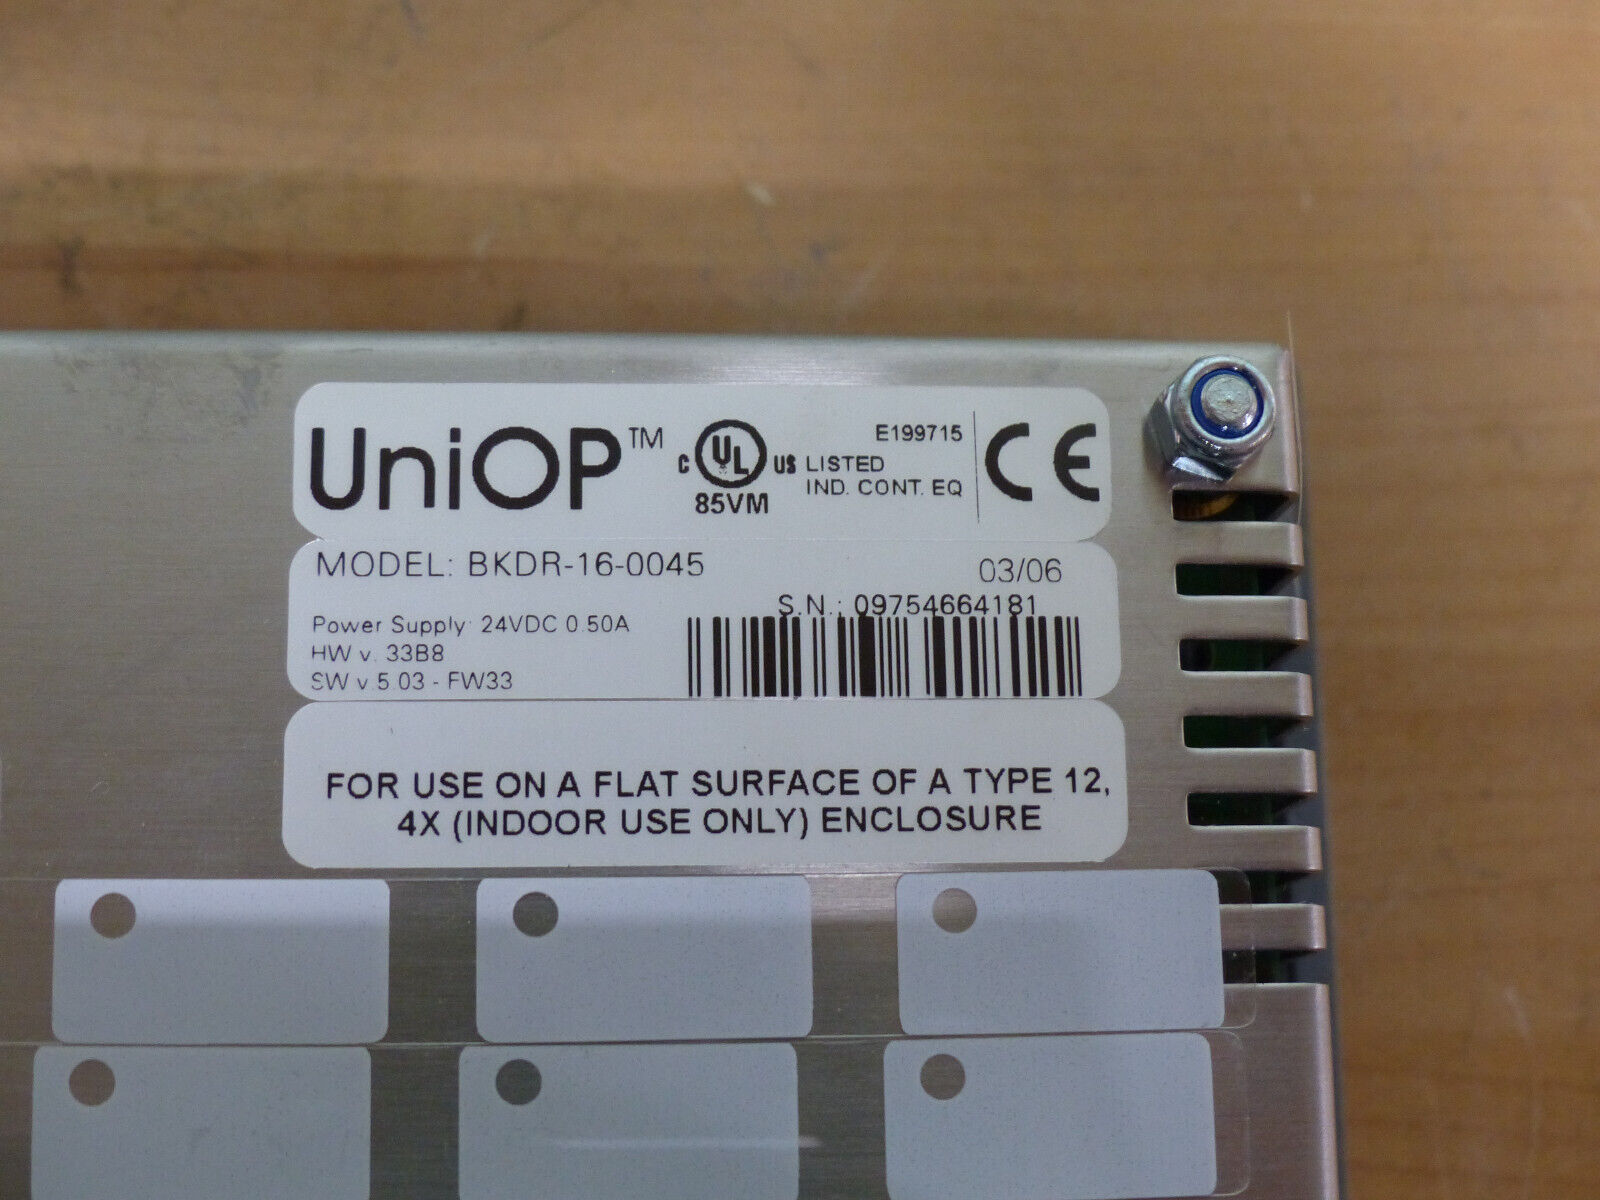 UniOP™
C UL US
85VM
E199715
LISTED
IND. CONT. EQ
CE
MODEL: BKDR-16-0045
03/06
S.N.: 09754664181
Power Supply: 24VDC 0.50A
HW v. 33B8
SW v.5.03 - FW33
FOR USE ON A FLAT SURFACE OF A TYPE 12,
4X (INDOOR USE ONLY) ENCLOSURE